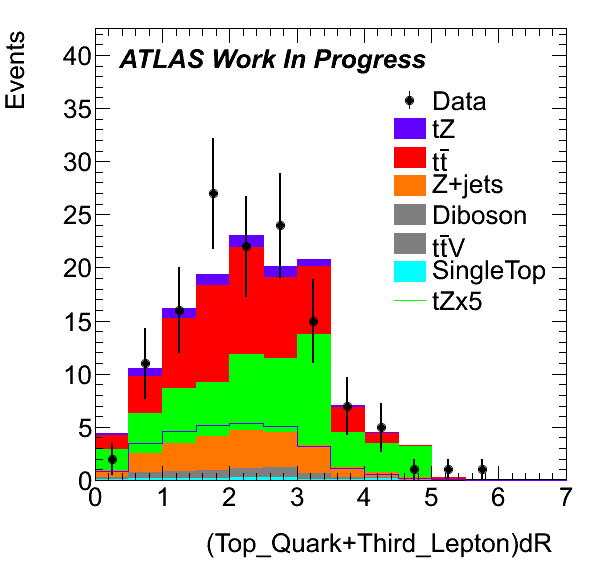 Events
40
35
30
25
20
15
10
5
0
ATLAS Work In Progress
Data
tZ
tt̄
Z+jets
Diboson
tt̄V
SingleTop
tZx5
0 1 2 3 4 5 6 7
(Top_Quark+Third_Lepton)dR